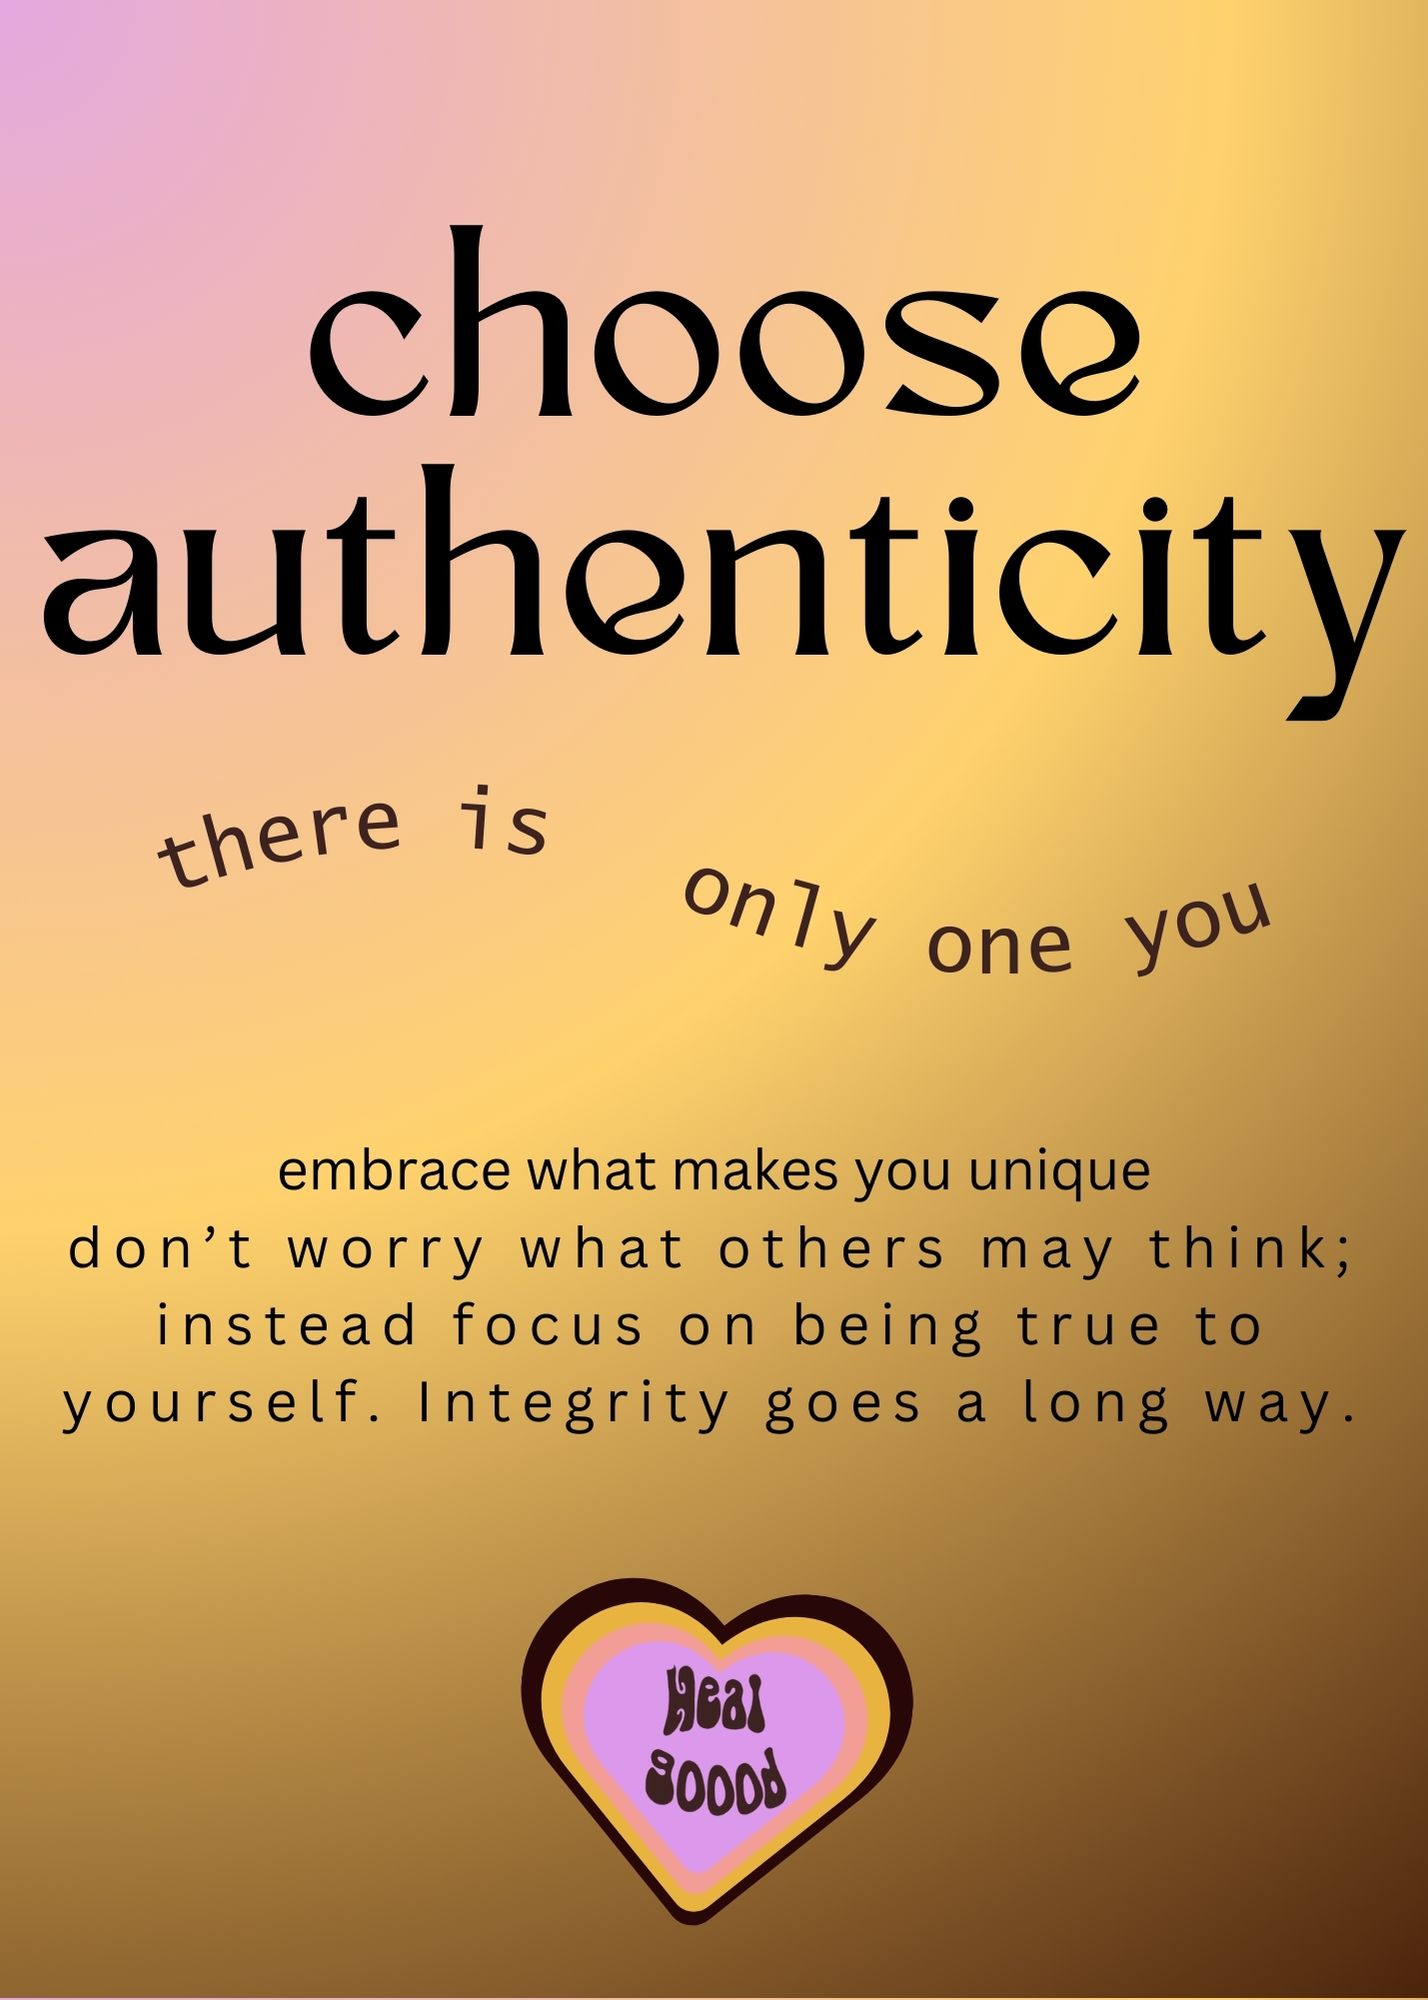 choose
authenticity
there is only one you
embrace what makes you unique
don’t worry what others may think;
instead focus on being true to
yourself. Integrity goes a long way.
Heal
goood